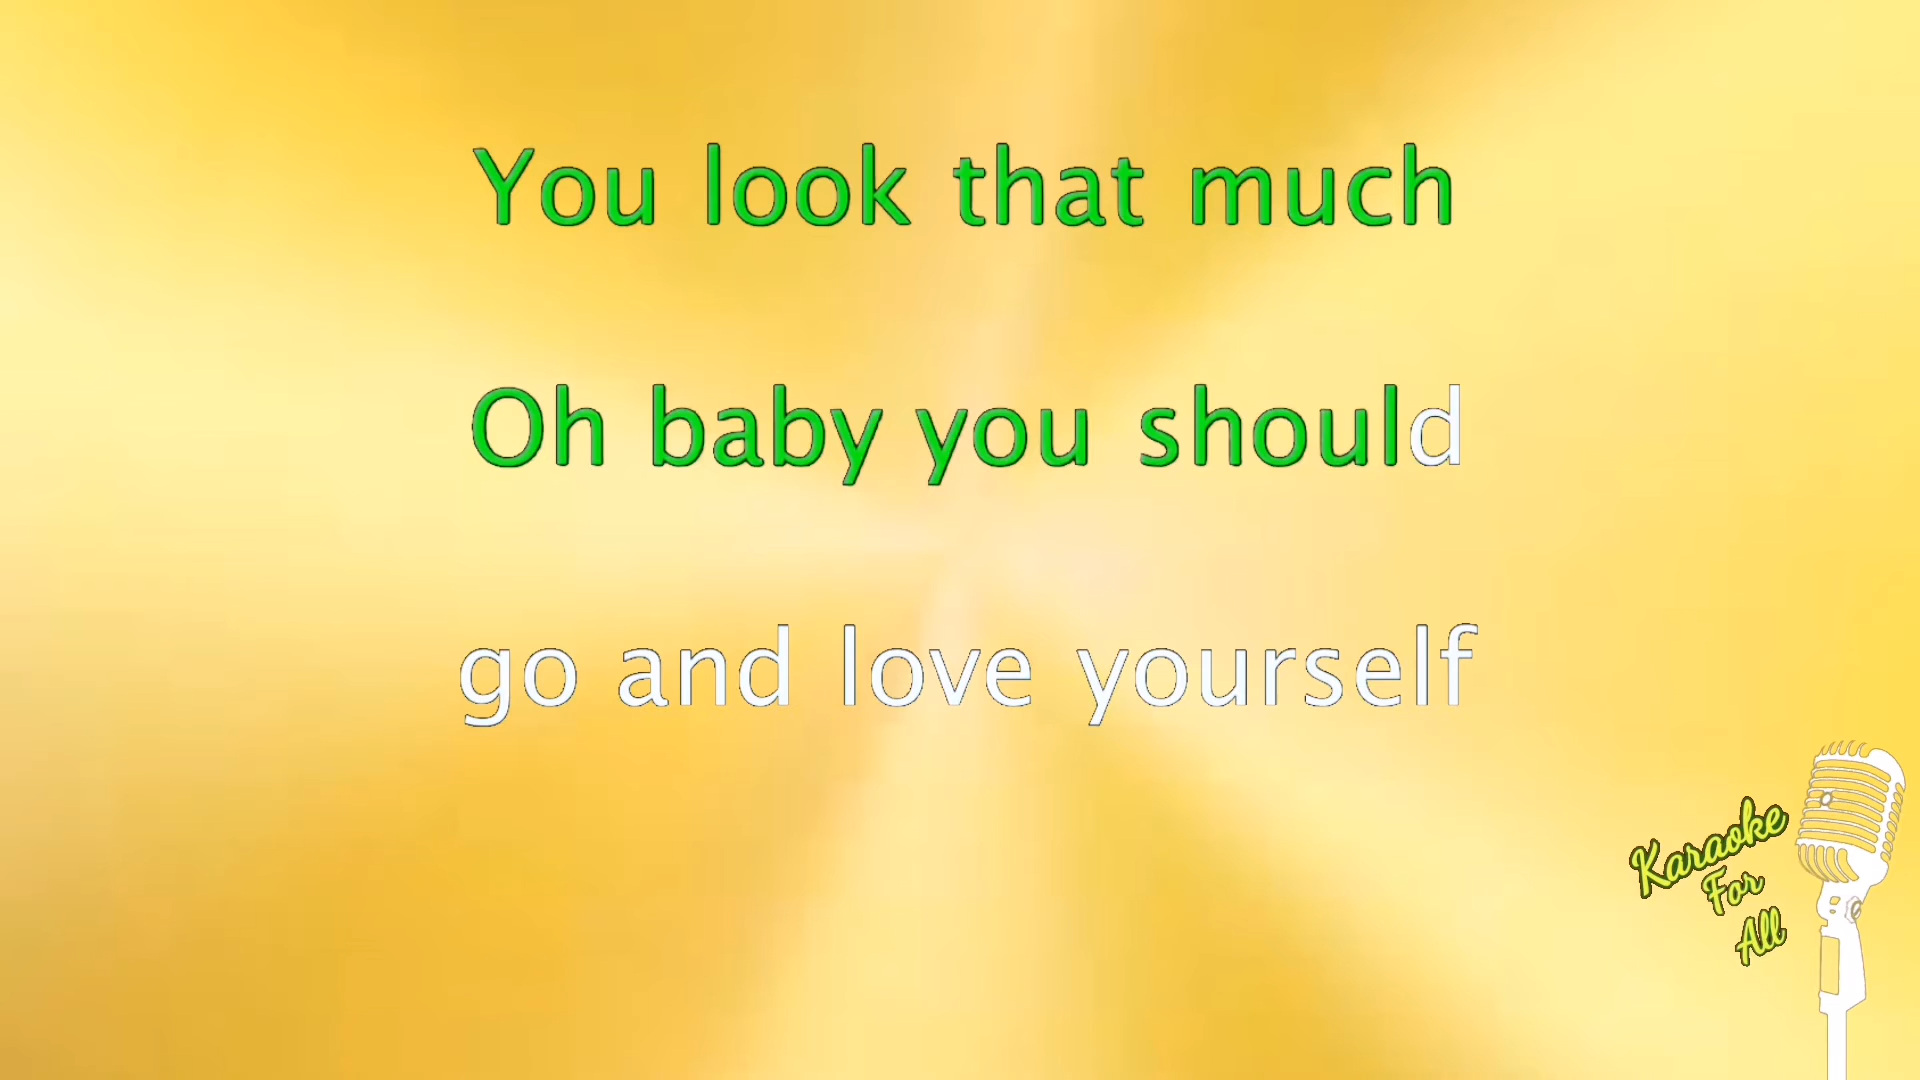 You look that much
Oh baby you should
go and love yourself
Karaoke
For
All